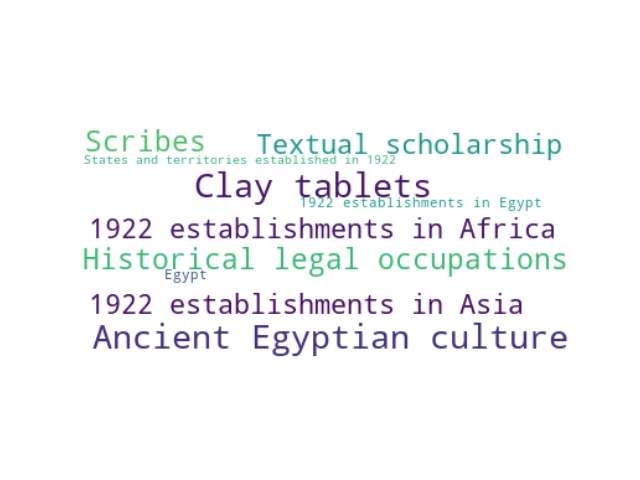 Scribes
Textual scholarship
States and territories established in 1922
Clay tablets
1922 establishments in Egypt
1922 establishments in Africa
Historical legal occupations
Egypt
1922 establishments in Asia
Ancient Egyptian culture